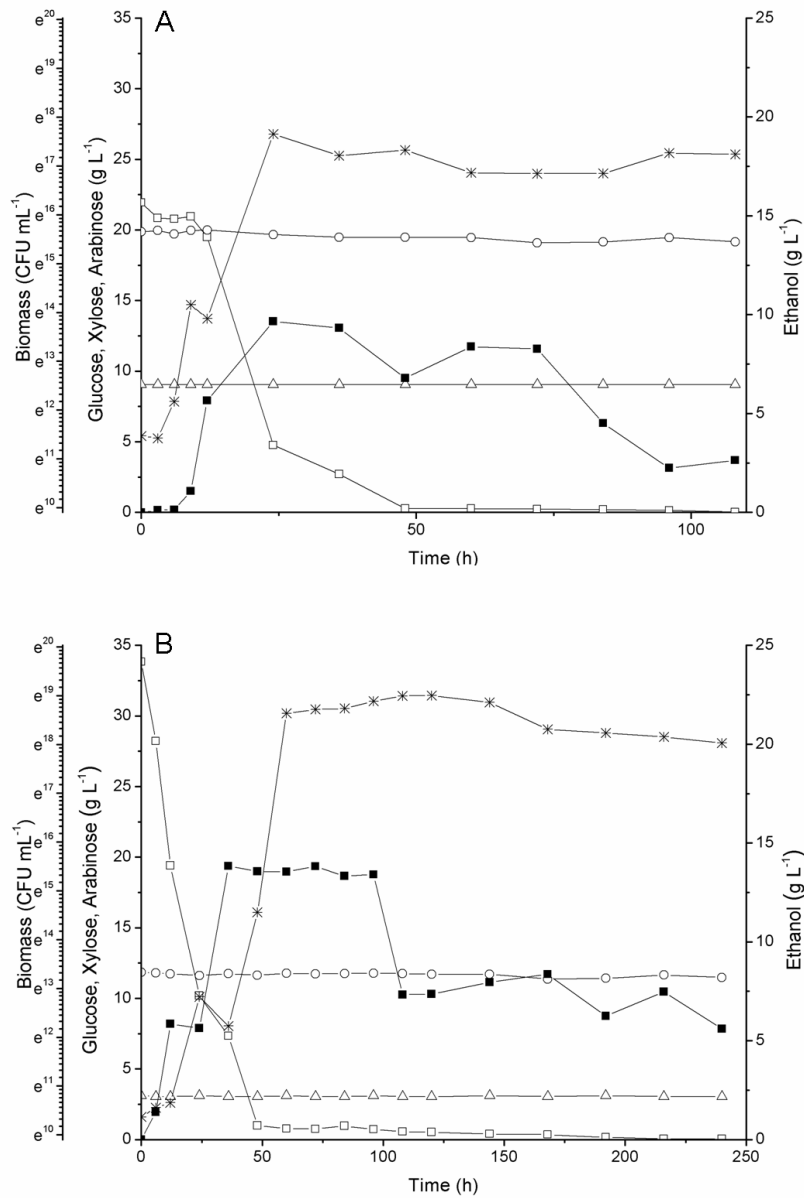 A
e20
e19
e18
e17
e16
e15
e14
e13
e12
e11
e10
Biomass (CFU mL-1)
35
30
25
20
15
10
5
0
Glucose, Xylose, Arabinose (g L-1)
25
20
15
10
5
0
Ethanol (g L-1)
0 50 100
Time (h)
B
e20
e19
e18
e17
e16
e15
e14
e13
e12
e11
e10
Biomass (CFU mL-1)
35
30
25
20
15
10
5
0
Glucose, Xylose, Arabinose (g L-1)
25
20
15
10
5
0
Ethanol (g L-1)
0 50 100 150 200 250
Time (h)